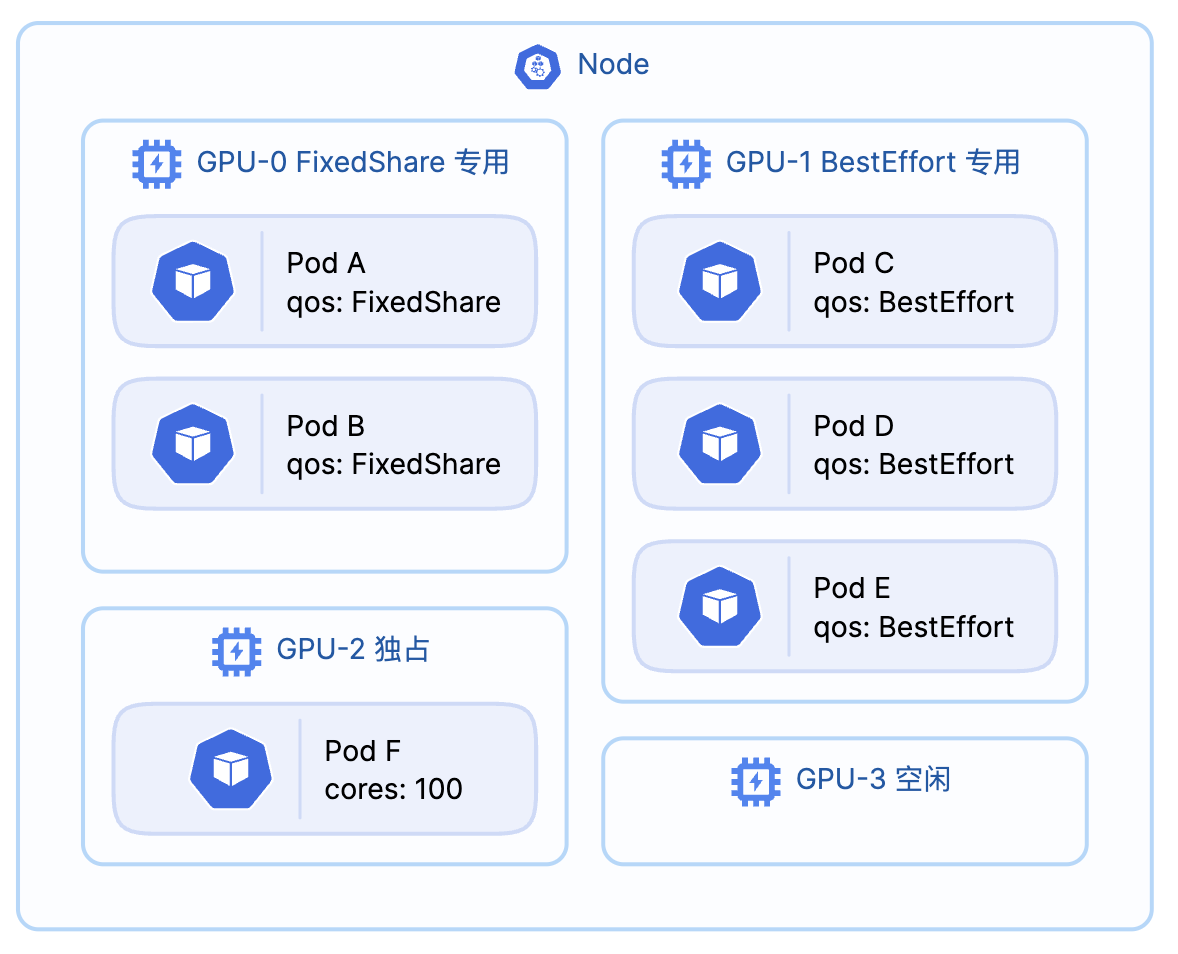 Node
GPU-0 FixedShare 专用
Pod A
qos: FixedShare
Pod B
qos: FixedShare
GPU-1 BestEffort 专用
Pod C
qos: BestEffort
Pod D
qos: BestEffort
Pod E
qos: BestEffort
GPU-2 独占
Pod F
cores: 100
GPU-3 空闲